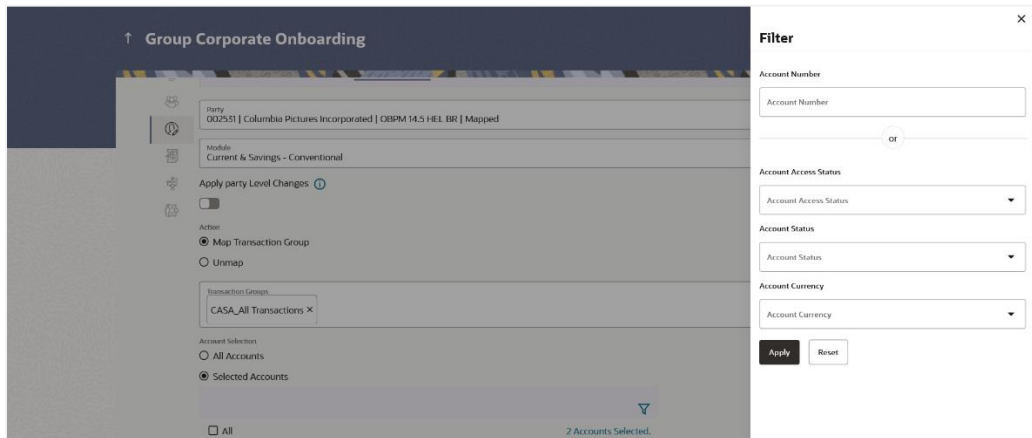 Group Corporate Onboarding
Party
002531 | Columbia Pictures Incorporated | OBPM 14.5 HEL BR | Mapped
Module
Current & Savings - Conventional
Apply party Level Changes
Action
Map Transaction Group
Unmap
Transaction Groups
CASA_All Transactions ×
Account Selection
All Accounts
Selected Accounts
All
2 Accounts Selected.
Filter
Account Number
Account Number
or
Account Access Status
Account Access Status
Account Status
Account Status
Account Currency
Account Currency
Apply Reset